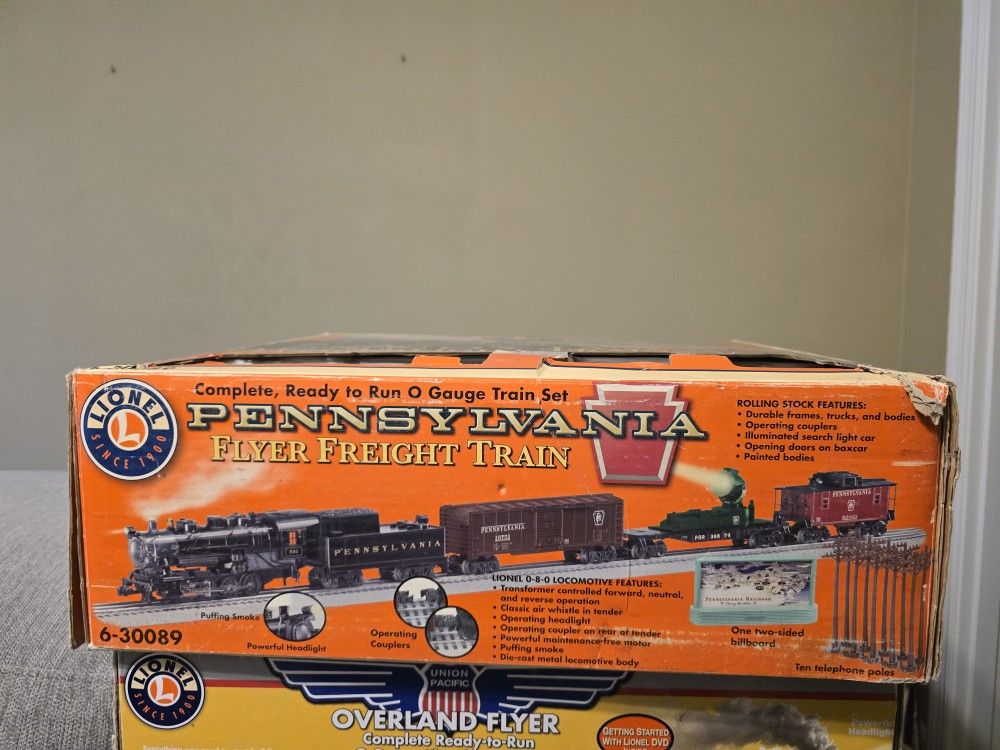 LIONEL
L
SINCE 1900
Complete, Ready to Run O Gauge Train Set
PENNSYLVANIA
FLYER FREIGHT TRAIN
ROLLING STOCK FEATURES:
• Durable frames, trucks, and bodies
• Operating couplers
• Illuminated search light car
• Opening doors on boxcar
• Painted bodies
PENNSYLVANIA
PENNSYLVANIA
PRR
PENNSYLVANIA
Puffing Smoke
Powerful Headlight
Operating
Couplers
LIONEL 0-8-0 LOCOMOTIVE FEATURES:
• Transformer controlled forward, neutral,
and reverse operation
• Classic air whistle in tender
• Operating headlight
• Operating coupler on rear of tender
• Powerful maintenance-free motor
• Puffing smoke
• Die-cast metal locomotive body
PENNSYLVANIA RAILROAD
One two-sided
billboard
Ten telephone poles
6-30089
LIONEL
L
SINCE 1900
UNION
PACIFIC
OVERLAND FLYER
Complete Ready-to-Run
GETTING STARTED
WITH LIONEL DVD
Powerful
Headlight